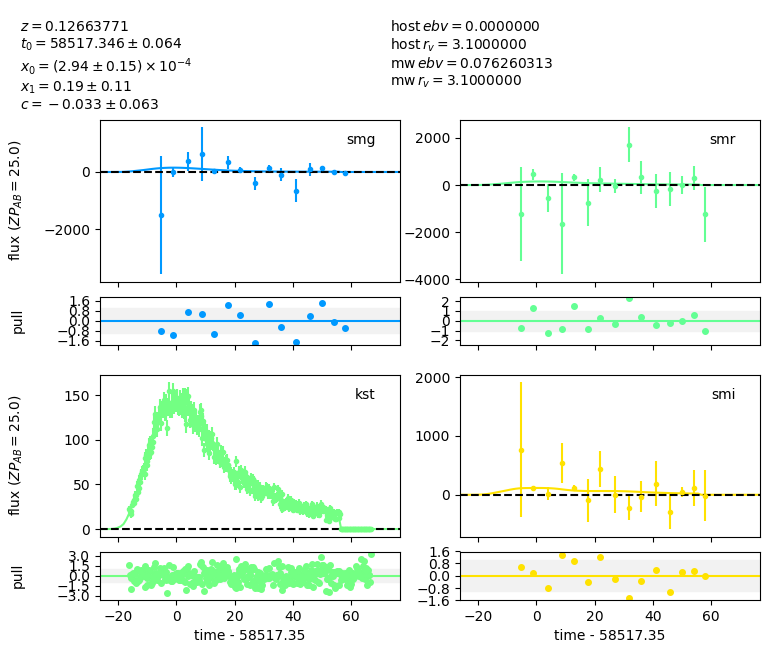 z = 0.12663771
t₀ = 58517.346 ± 0.064
x₀ = (2.94 ± 0.15) × 10⁻⁴
x₁ = 0.19 ± 0.11
c = −0.033 ± 0.063
host ebv = 0.0000000
host r_v = 3.1000000
mw ebv = 0.076260313
mw r_v = 3.1000000
flux (ZP_AB = 25.0)
0
−2000
smg
2000
0
−2000
−4000
smr
pull
1.6
0.8
0.0
−0.8
−1.6
2
1
0
−1
−2
flux (ZP_AB = 25.0)
150
100
50
0
kst
2000
1000
0
smi
pull
3.0
1.5
0.0
−1.5
−3.0
1.6
0.8
0.0
−0.8
−1.6
−20 0 20 40 60
time - 58517.35
−20 0 20 40 60
time - 58517.35